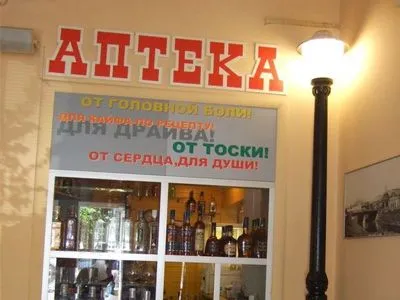 АПТЕКА
ОТ ГОЛОВНОЙ БОЛИ!
ДЛЯ КАЙФА-ПО РЕЦЕПТУ!
ДЛЯ ДРАЙВА!
ОТ ТОСКИ!
ОТ СЕРДЦА,ДЛЯ ДУШИ!